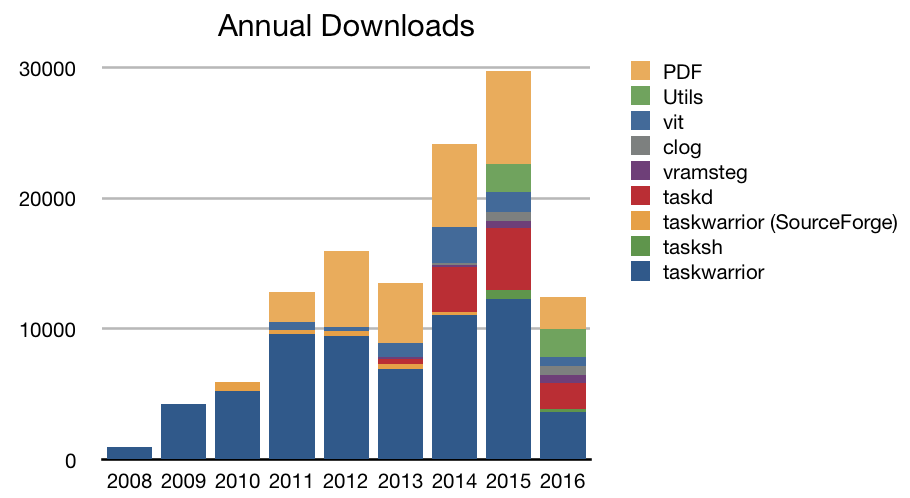 Annual Downloads
30000
20000
10000
0
2008 2009 2010 2011 2012 2013 2014 2015 2016
PDF
Utils
vit
clog
vramsteg
taskd
taskwarrior (SourceForge)
tasksh
taskwarrior